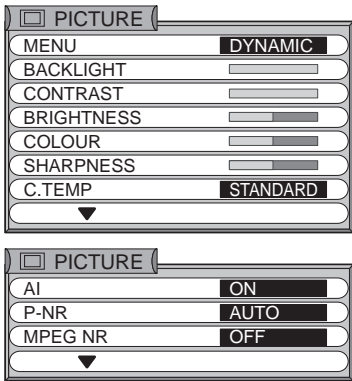 PICTURE
MENU DYNAMIC
BACKLIGHT
CONTRAST
BRIGHTNESS
COLOUR
SHARPNESS
C.TEMP STANDARD
PICTURE
AI ON
P-NR AUTO
MPEG NR OFF